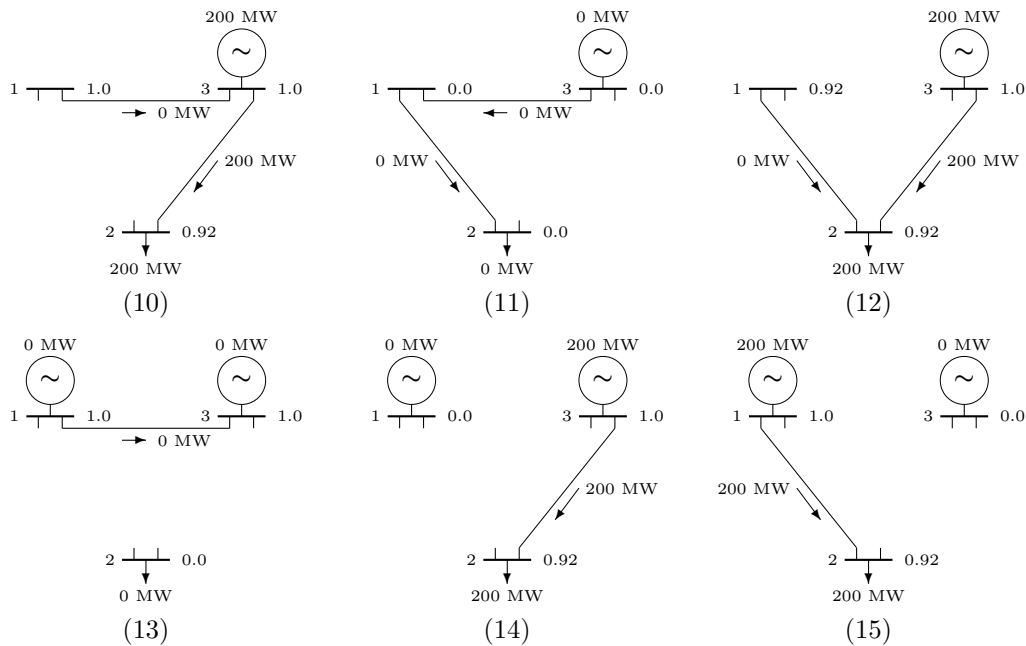 200 MW
~
1 1.0 3 1.0
0 MW
200 MW
2 0.92
200 MW
(10)
0 MW
~
1 0.0 3 0.0
0 MW
0 MW
2 0.0
0 MW
(11)
200 MW
~
1 0.92 3 1.0
0 MW 200 MW
2 0.92
200 MW
(12)
0 MW 0 MW
~ ~
1 1.0 3 1.0
0 MW
2 0.0
0 MW
(13)
0 MW 200 MW
~ ~
1 0.0 3 1.0
200 MW
2 0.92
200 MW
(14)
200 MW 0 MW
~ ~
1 1.0 3 0.0
200 MW
2 0.92
200 MW
(15)